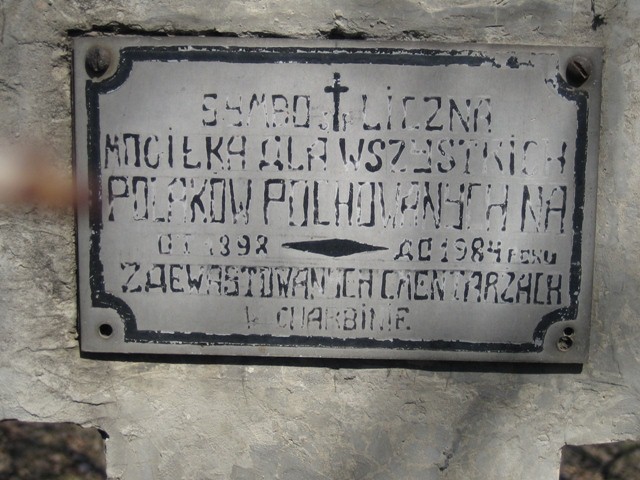 SYMBOLICZNA
MOGIŁKA DLA WSZYSTKICH
POLAKÓW POCHOWANYCH NA
OD 1898 DO 1984 ROKU
ZDEWASTOWANYCH CMENTARZACH
W CHARBINIE